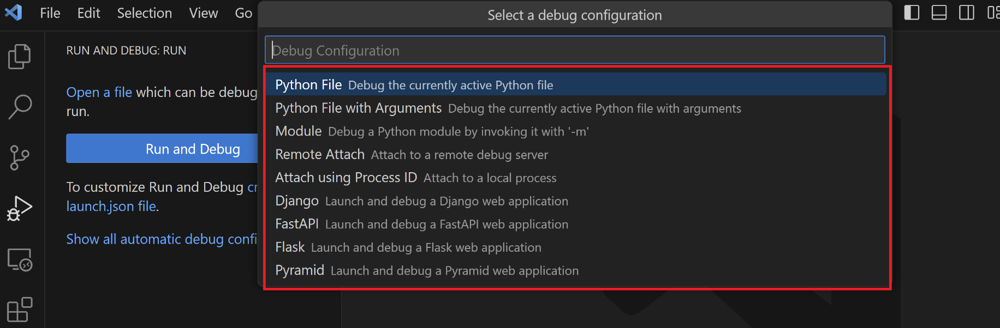 File Edit Selection View Go
Select a debug configuration
Debug Configuration
RUN AND DEBUG: RUN
Open a file which can be debug
run.
Run and Debug
To customize Run and Debug cr
launch.json file.
Show all automatic debug confi
Python File Debug the currently active Python file
Python File with Arguments Debug the currently active Python file with arguments
Module Debug a Python module by invoking it with '-m'
Remote Attach Attach to a remote debug server
Attach using Process ID Attach to a local process
Django Launch and debug a Django web application
FastAPI Launch and debug a FastAPI web application
Flask Launch and debug a Flask web application
Pyramid Launch and debug a Pyramid web application